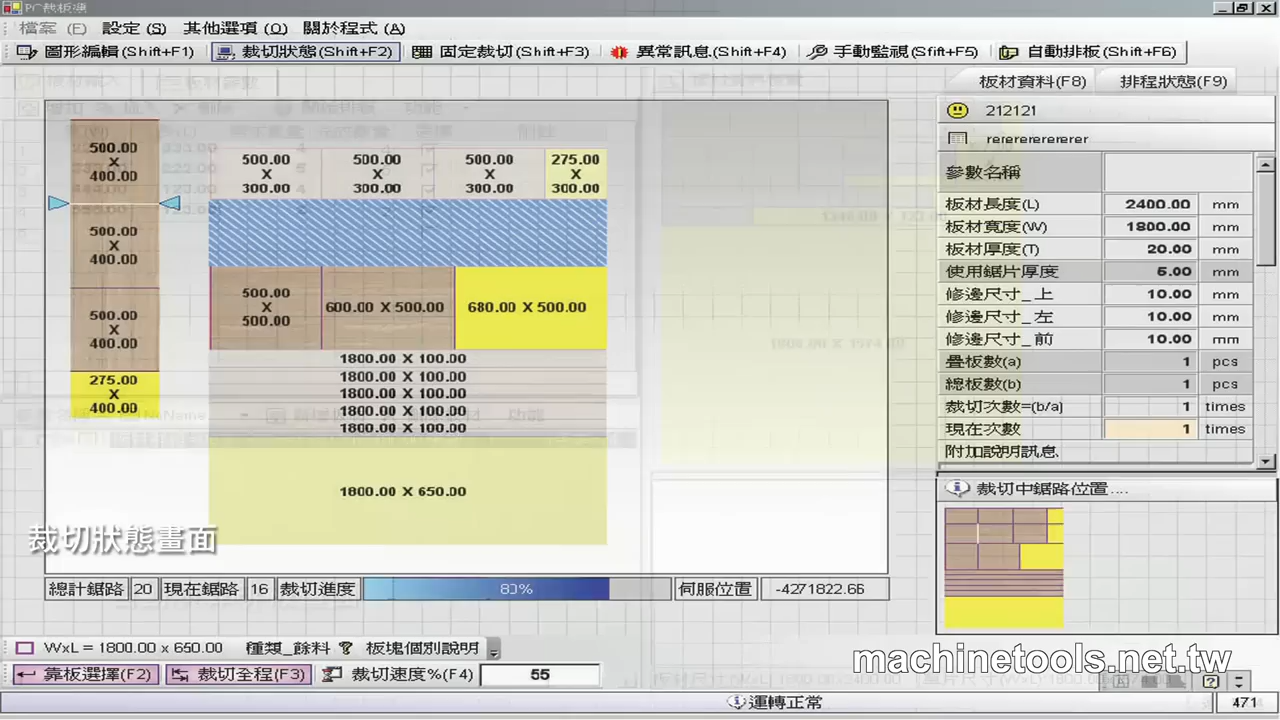 PC裁板機
檔案 (E) 設定 (S) 其他選項 (O) 關於程式 (A)
圖形編輯(Shift+F1) 裁切狀態(Shift+F2) 固定裁切(Shift+F3) 異常訊息(Shift+F4) 手動監視(Sfift+F5) 自動排板(Shift+F6)
板材資料(F8) 排程狀態(F9)
212121
rerererererer
參數名稱
板材長度(L) 2400.00 mm
板材寬度(W) 1800.00 mm
板材厚度(T) 20.00 mm
使用鋸片厚度 5.00 mm
修邊尺寸_上 10.00 mm
修邊尺寸_左 10.00 mm
修邊尺寸_前 10.00 mm
疊板數(a) 1 pcs
總板數(b) 1 pcs
裁切次數=(b/a) 1 times
現在次數 1 times
附加說明訊息.
裁切中鋸路位置....
500.00
X
400.00
500.00
X
400.00
500.00
X
400.00
275.00
X
400.00
500.00
X
300.00
500.00
X
300.00
500.00
X
300.00
275.00
X
300.00
500.00
X
500.00
600.00 X 500.00
680.00 X 500.00
1800.00 X 100.00
1800.00 X 100.00
1800.00 X 100.00
1800.00 X 100.00
1800.00 X 100.00
1800.00 X 650.00
裁切狀態畫面
總計鋸路 20 現在鋸路 16 裁切進度 80% 伺服位置 -4271822.65
WxL = 1800.00 x 650.00 種類_餘料 板塊個別說明
靠板選擇(F2) 裁切全程(F3) 裁切速度%(F4) 55
machinetools.net.tw
運轉正常 471